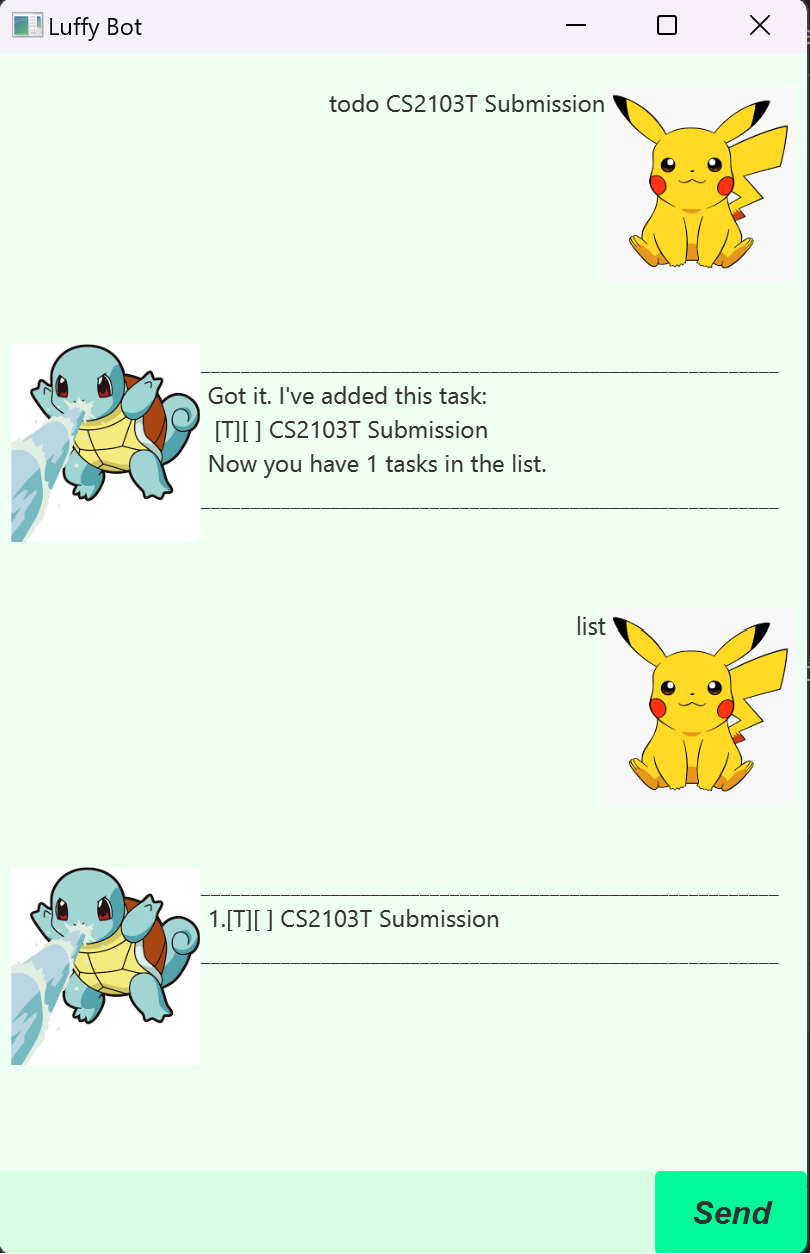 Luffy Bot
todo CS2103T Submission
____________________________________________________________
Got it. I've added this task:
[T][ ] CS2103T Submission
Now you have 1 tasks in the list.
____________________________________________________________
list
____________________________________________________________
1.[T][ ] CS2103T Submission
____________________________________________________________
Send